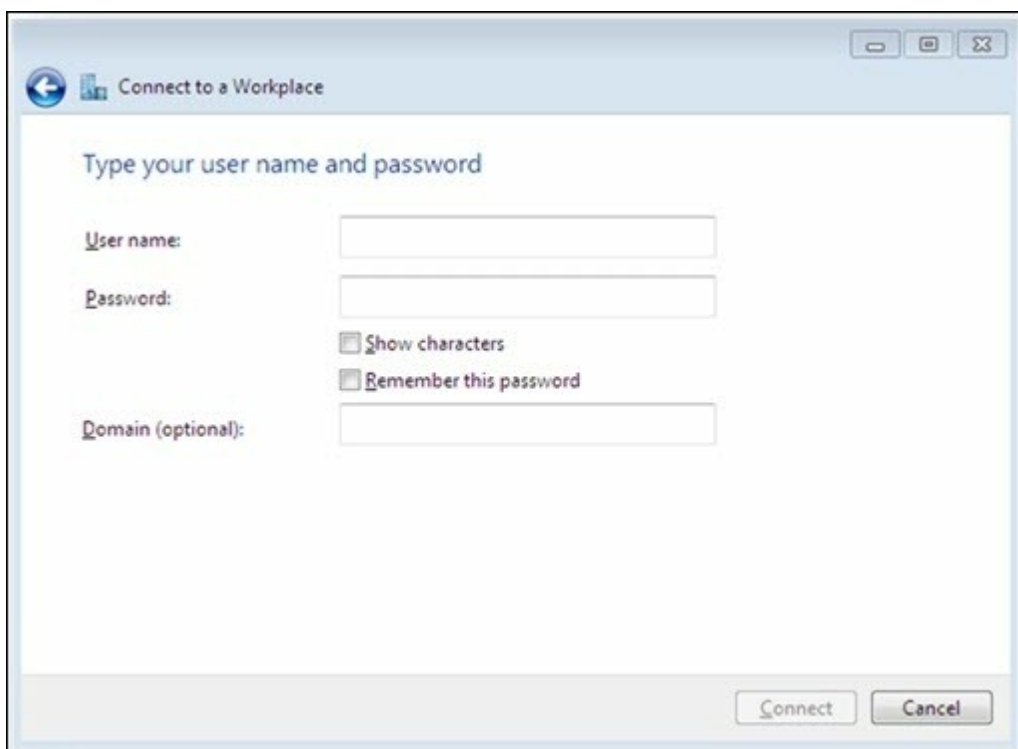 Connect to a Workplace
Type your user name and password
User name:
Password:
Show characters
Remember this password
Domain (optional):
Connect Cancel